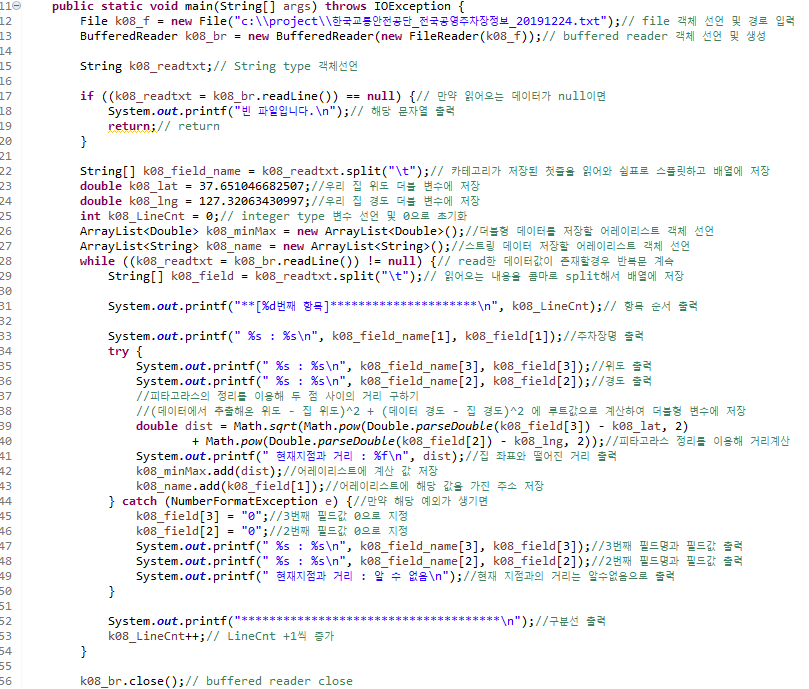 11 public static void main(String[] args) throws IOException {
12 File k08_f = new File("c:\\project\\한국교통안전공단_전국공영주차장정보_20191224.txt");// file 객체 선언 및 경로 입력
13 BufferedReader k08_br = new BufferedReader(new FileReader(k08_f));// buffered reader 객체 선언 및 생성
14
15 String k08_readtxt;// String type 객체선언
16
17 if ((k08_readtxt = k08_br.readLine()) == null) {// 만약 읽어오는 데이터가 null이면
18 System.out.printf("빈 파일입니다.\n");// 해당 문자열 출력
19 return;// return
20 }
21
22 String[] k08_field_name = k08_readtxt.split("\t");// 카테고리가 저장된 첫줄을 읽어와 쉼표로 스플릿하고 배열에 저장
23 double k08_lat = 37.651046682507;//우리 집 위도 더블 변수에 저장
24 double k08_lng = 127.32063430997;//우리 집 경도 더블 변수에 저장
25 int k08_LineCnt = 0;// integer type 변수 선언 및 0으로 초기화
26 ArrayList<Double> k08_minMax = new ArrayList<Double>();//더블형 데이터를 저장할 어레이리스트 객체 선언
27 ArrayList<String> k08_name = new ArrayList<String>();//스트링 데이터 저장할 어레이리스트 객체 선언
28 while ((k08_readtxt = k08_br.readLine()) != null) {// read한 데이터값이 존재할경우 반복문 계속
29 String[] k08_field = k08_readtxt.split("\t");// 읽어오는 내용을 콤마로 split해서 배열에 저장
30
31 System.out.printf("**[%d번째 항목]*********************\n", k08_LineCnt);// 항목 순서 출력
32
33 System.out.printf(" %s : %s\n", k08_field_name[1], k08_field[1]);//주차장명 출력
34 try {
35 System.out.printf(" %s : %s\n", k08_field_name[3], k08_field[3]);//위도 출력
36 System.out.printf(" %s : %s\n", k08_field_name[2], k08_field[2]);//경도 출력
37 //피타고라스의 정리를 이용해 두 점 사이의 거리 구하기
38 //(데이터에서 추출해온 위도 - 집 위도)^2 + (데이터 경도 - 집 경도)^2 에 루트값으로 계산하여 더블형 변수에 저장
39 double dist = Math.sqrt(Math.pow(Double.parseDouble(k08_field[3]) - k08_lat, 2)
40 + Math.pow(Double.parseDouble(k08_field[2]) - k08_lng, 2));//피타고라스 정리를 이용해 거리계산
41 System.out.printf(" 현재지점과 거리 : %f\n", dist);//집 좌표와 떨어진 거리 출력
42 k08_minMax.add(dist);//어레이리스트에 계산 값 저장
43 k08_name.add(k08_field[1]);//어레이리스트에 해당 값을 가진 주소 저장
44 } catch (NumberFormatException e) {//만약 해당 예외가 생기면
45 k08_field[3] = "0";//3번째 필드값 0으로 지정
46 k08_field[2] = "0";//2번째 필드값 0으로 지정
47 System.out.printf(" %s : %s\n", k08_field_name[3], k08_field[3]);//3번째 필드명과 필드값 출력
48 System.out.printf(" %s : %s\n", k08_field_name[2], k08_field[2]);//2번째 필드명과 필드값 출력
49 System.out.printf(" 현재지점과 거리 : 알 수 없음\n");//현재 지점과의 거리는 알수없음으로 출력
50 }
51
52 System.out.printf("*************************************\n");//구분선 출력
53 k08_LineCnt++;// LineCnt +1씩 증가
54 }
55
56 k08_br.close();// buffered reader close